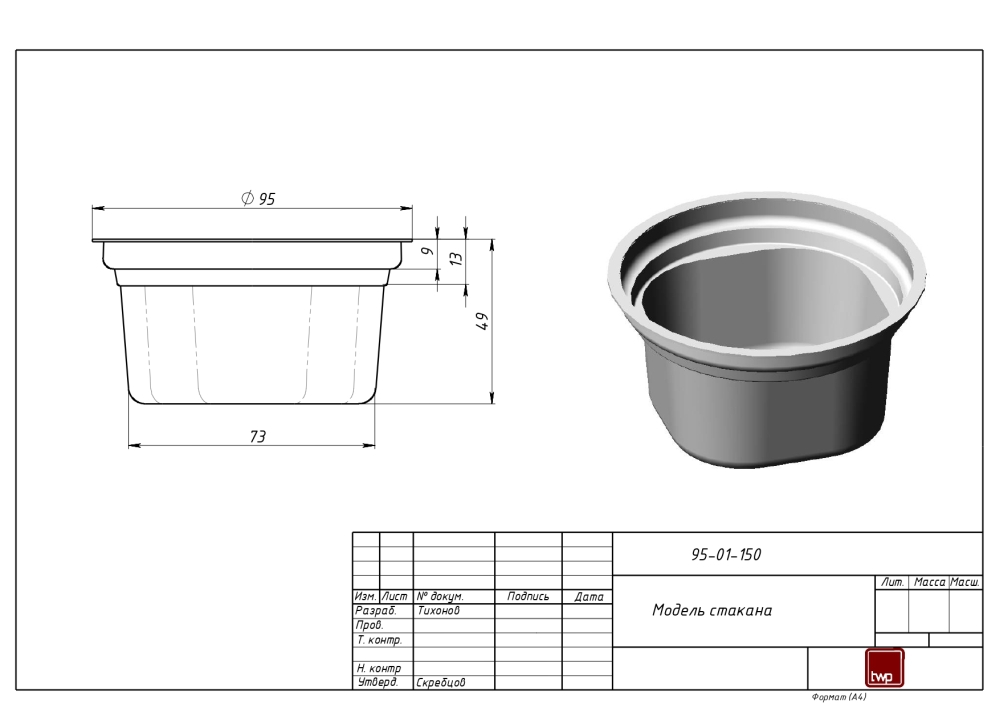 Ø 95
9
13
49
73
95-01-150
Лит. Масса Масш.
Изм. Лист № докум. Подпись Дата
Разраб. Тихонов
Модель стакана
Пров.
Т. контр.
Н. контр
Утверд. Скребцов
twp
Формат (А4)